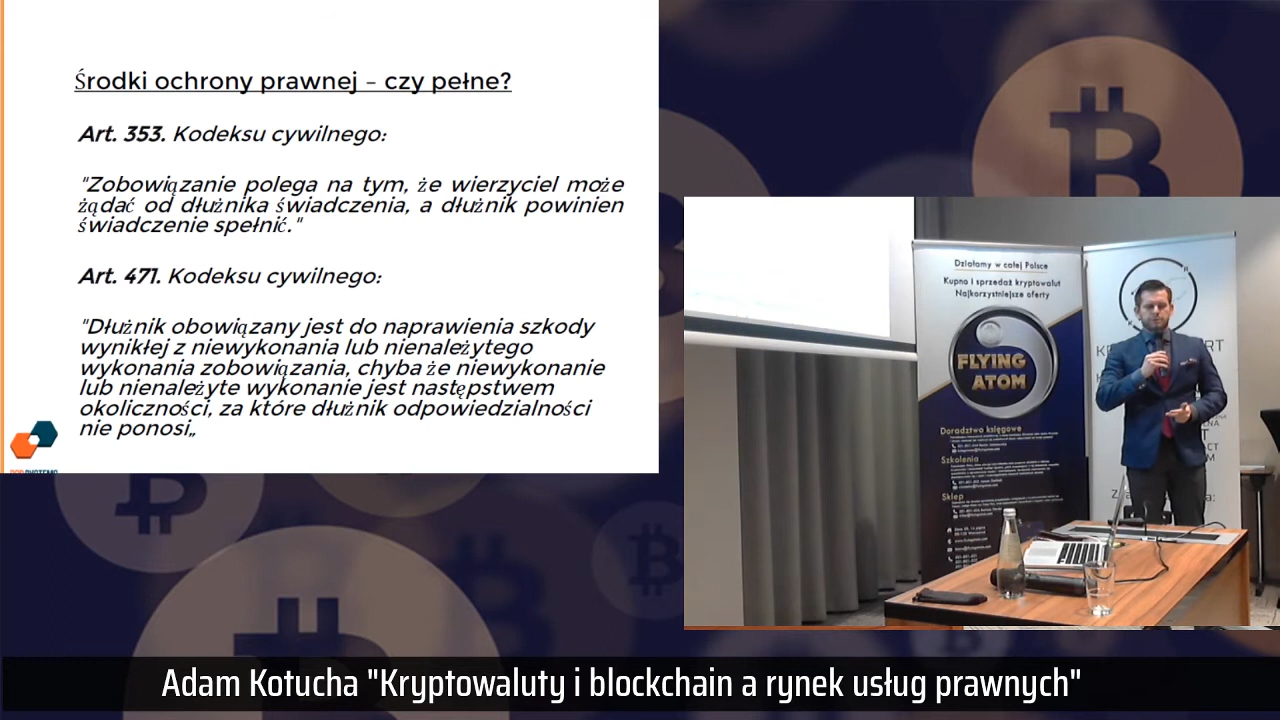 Środki ochrony prawnej – czy pełne?
Art. 353. Kodeksu cywilnego:
"Zobowiązanie polega na tym, że wierzyciel może
żądać od dłużnika świadczenia, a dłużnik powinien
świadczenie spełnić."
Art. 471. Kodeksu cywilnego:
"Dłużnik obowiązany jest do naprawienia szkody
wynikłej z niewykonania lub nienależytego
wykonania zobowiązania, chyba że niewykonanie
lub nienależyte wykonanie jest następstwem
okoliczności, za które dłużnik odpowiedzialności
nie ponosi„
Działamy w całej Polsce
Kupno i sprzedaż kryptowalut
Najkorzystniejsze oferty
FLYING
ATOM
Doradztwo księgowe
Szkolenia
Sklep
Adam Kotucha "Kryptowaluty i blockchain a rynek usług prawnych"